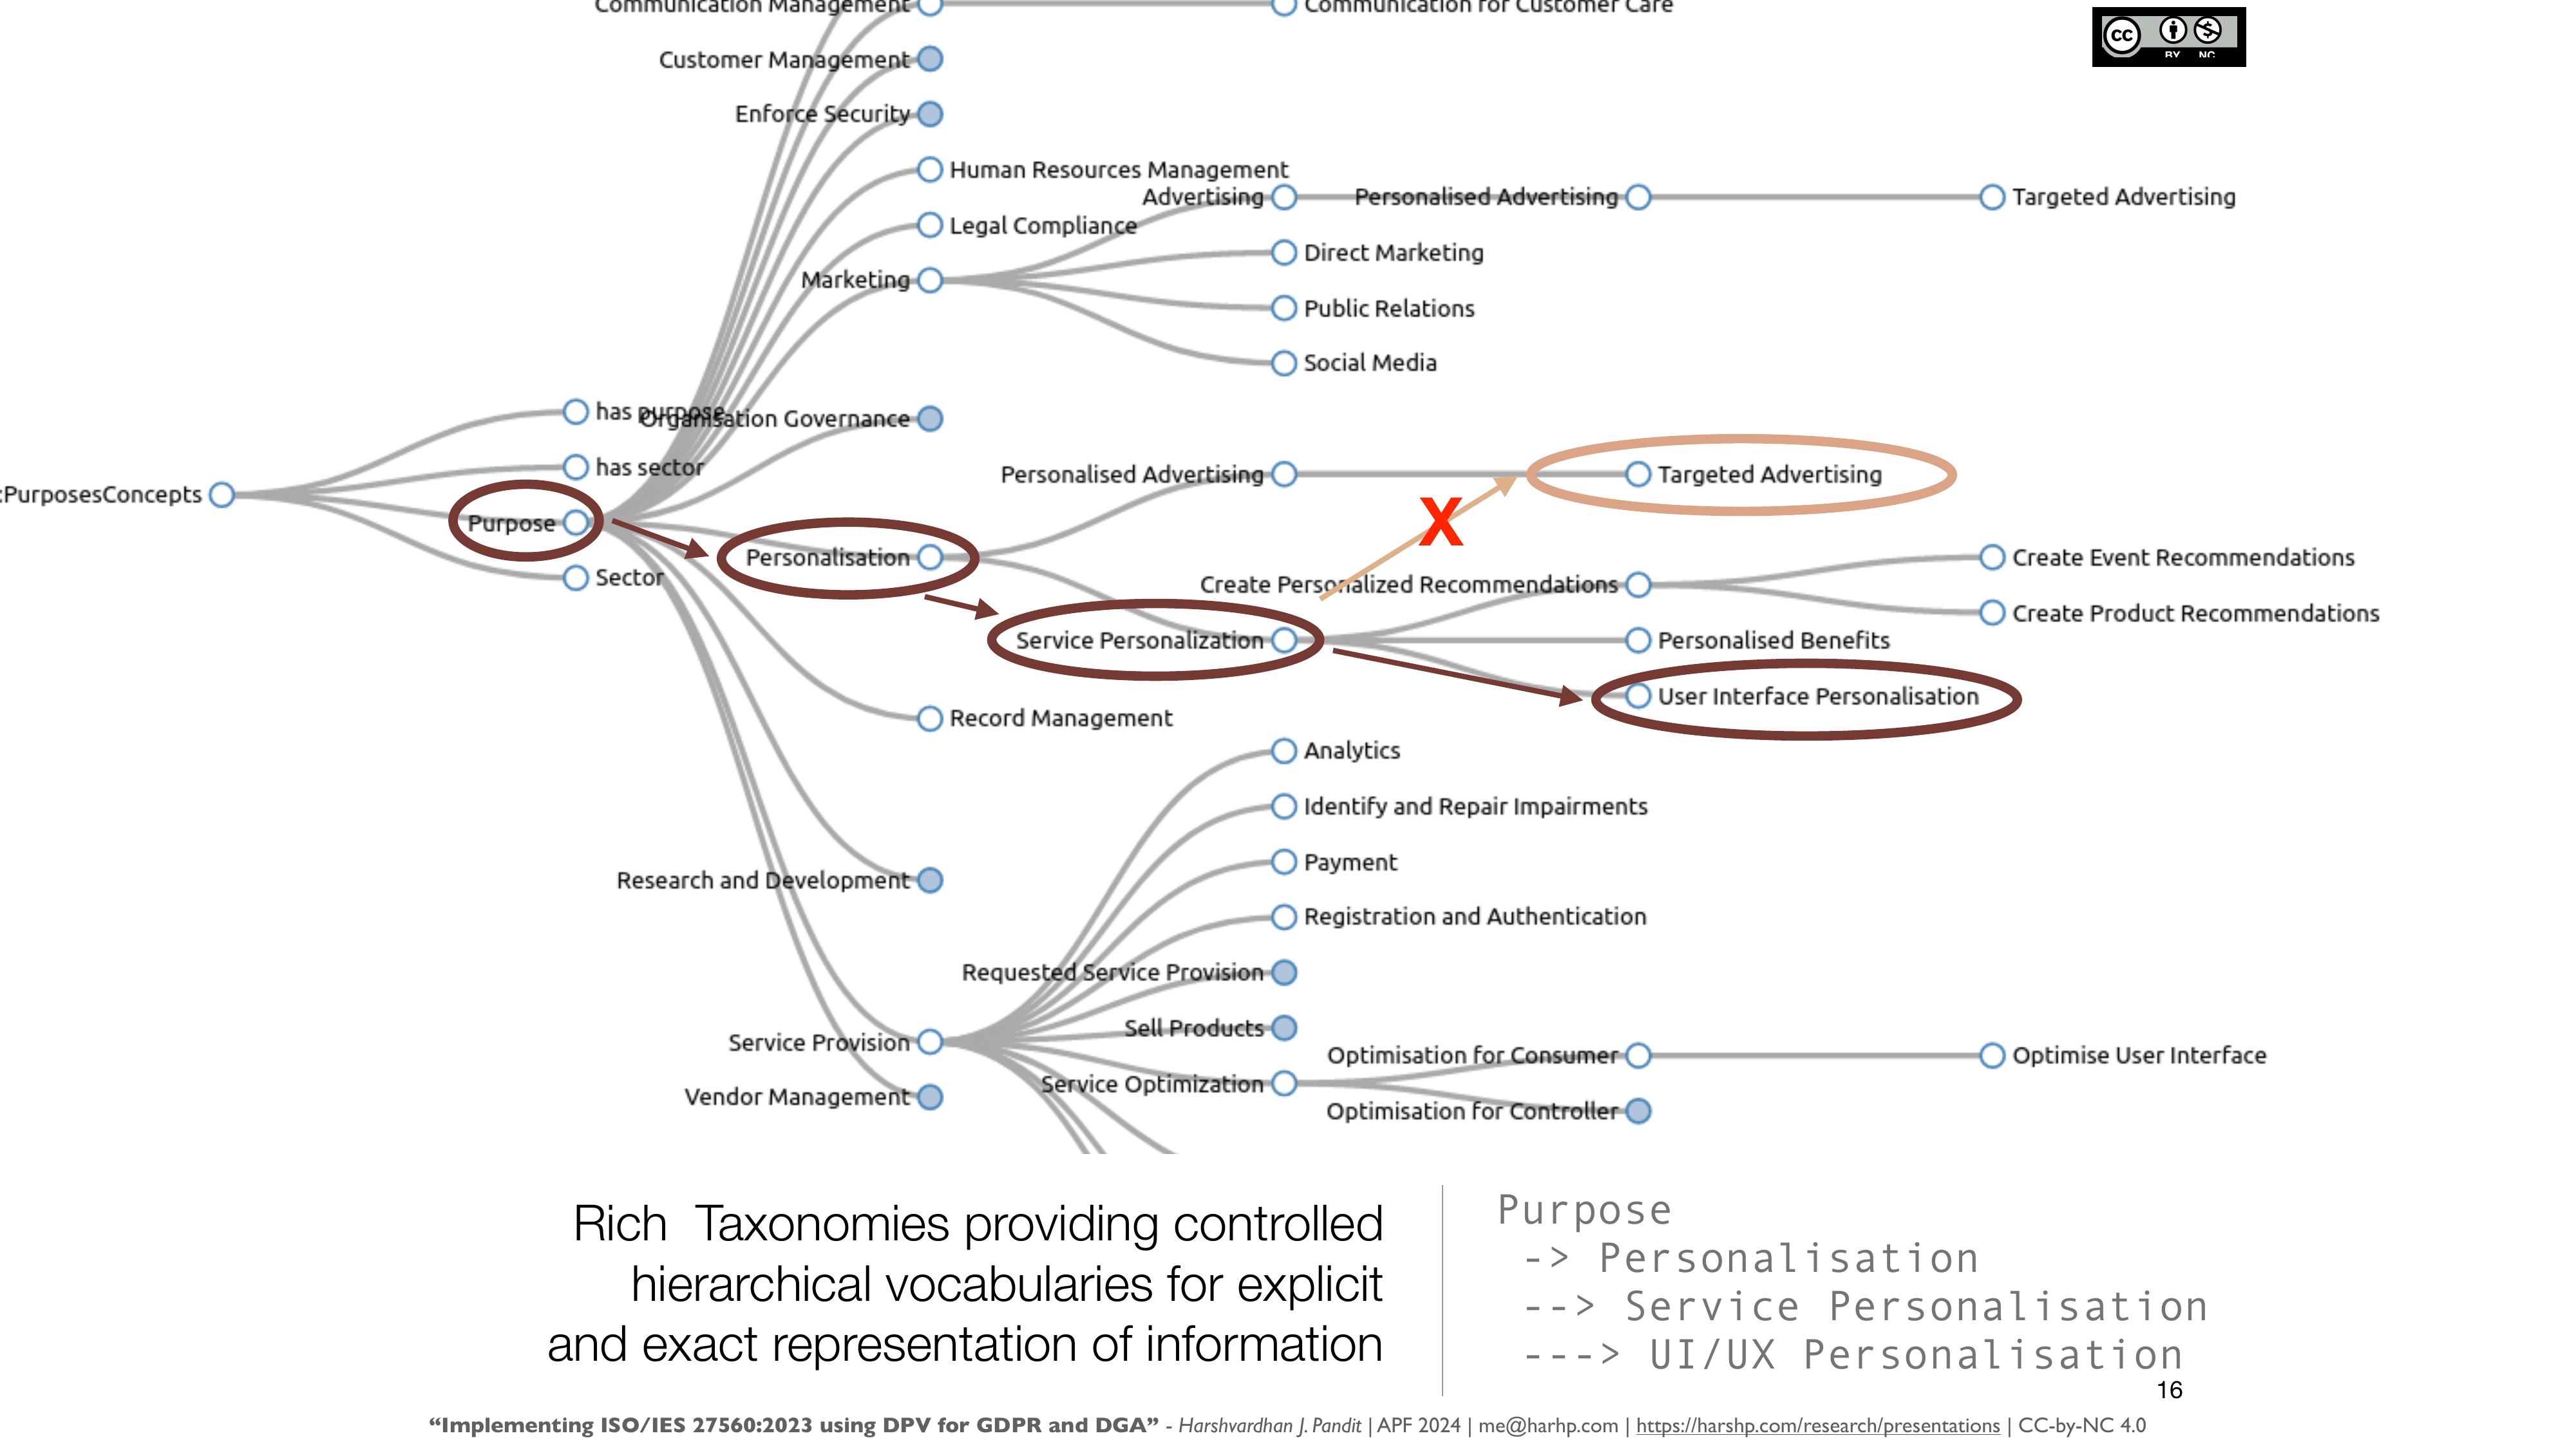 Communication Management
Communication for Customer Care
cc
BY NC
Customer Management
Enforce Security
Human Resources Management
Advertising
Personalised Advertising
Targeted Advertising
Legal Compliance
Direct Marketing
Marketing
Public Relations
Social Media
has purpose
Organisation Governance
has sector
Personalised Advertising
Targeted Advertising
:PurposesConcepts
X
Purpose
Personalisation
Create Event Recommendations
Sector
Create Personalized Recommendations
Create Product Recommendations
Service Personalization
Personalised Benefits
User Interface Personalisation
Record Management
Analytics
Identify and Repair Impairments
Payment
Research and Development
Registration and Authentication
Requested Service Provision
Sell Products
Service Provision
Optimisation for Consumer
Optimise User Interface
Service Optimization
Vendor Management
Optimisation for Controller
Rich Taxonomies providing controlled
hierarchical vocabularies for explicit
and exact representation of information
Purpose
-> Personalisation
--> Service Personalisation
---> UI/UX Personalisation
16
“Implementing ISO/IES 27560:2023 using DPV for GDPR and DGA” - Harshvardhan J. Pandit | APF 2024 | me@harhp.com | https://harshp.com/research/presentations | CC-by-NC 4.0